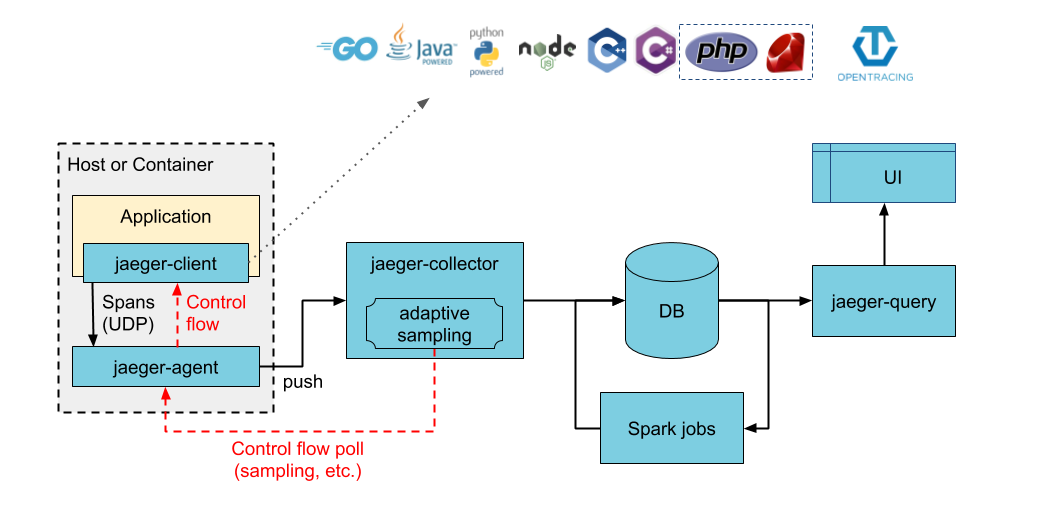 GO
Java
POWERED
python
powered
node
JS
C++
C#
php
OPENTRACING
Host or Container
Application
jaeger-client
Spans
(UDP)
Control
flow
jaeger-agent
push
jaeger-collector
adaptive
sampling
Control flow poll
(sampling, etc.)
DB
Spark jobs
UI
jaeger-query